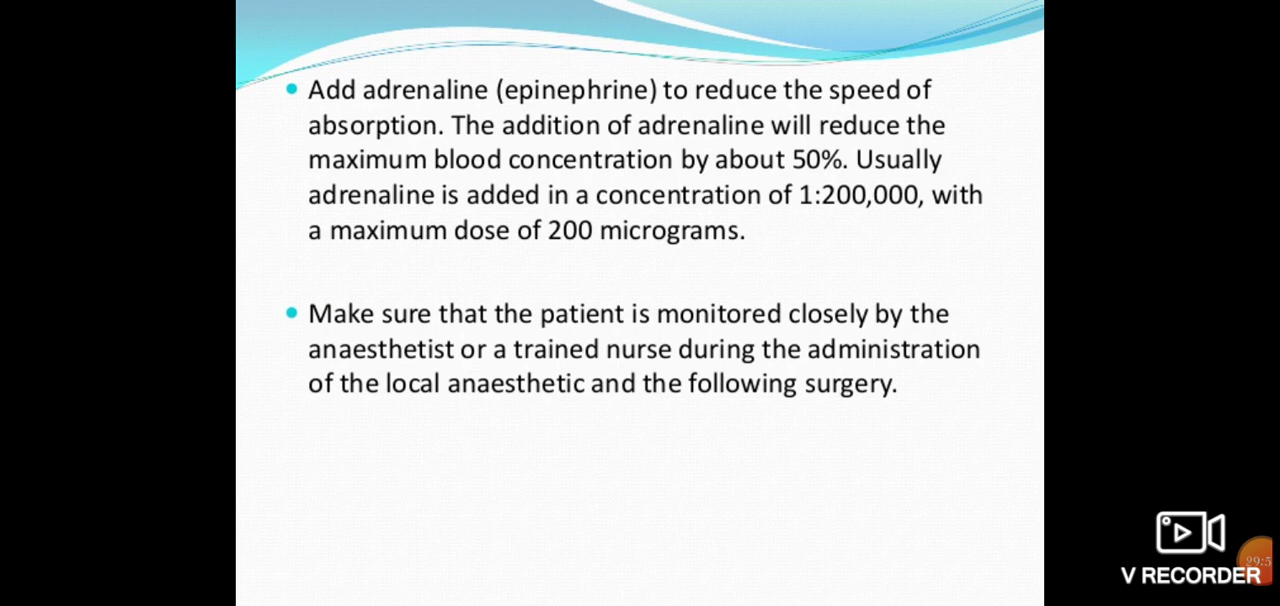 Add adrenaline (epinephrine) to reduce the speed of
absorption. The addition of adrenaline will reduce the
maximum blood concentration by about 50%. Usually
adrenaline is added in a concentration of 1:200,000, with
a maximum dose of 200 micrograms.
Make sure that the patient is monitored closely by the
anaesthetist or a trained nurse during the administration
of the local anaesthetic and the following surgery.
V RECORDER